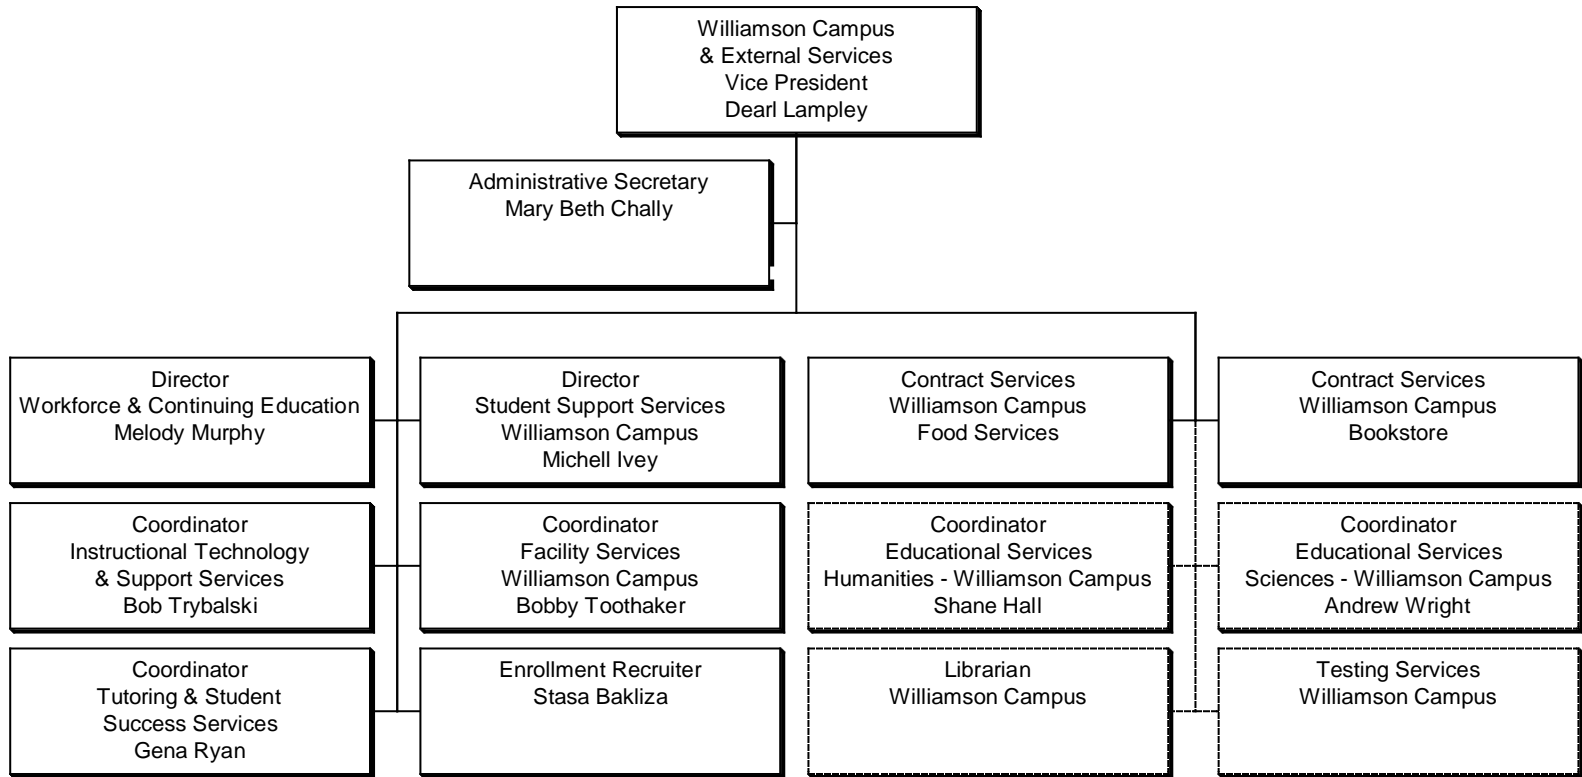 Williamson Campus
& External Services
Vice President
Dearl Lampley
Administrative Secretary
Mary Beth Chally
Director
Workforce & Continuing Education
Melody Murphy
Director
Student Support Services
Williamson Campus
Michell Ivey
Contract Services
Williamson Campus
Food Services
Contract Services
Williamson Campus
Bookstore
Coordinator
Instructional Technology
& Support Services
Bob Trybalski
Coordinator
Facility Services
Williamson Campus
Bobby Toothaker
Coordinator
Educational Services
Humanities - Williamson Campus
Shane Hall
Coordinator
Educational Services
Sciences - Williamson Campus
Andrew Wright
Coordinator
Tutoring & Student
Success Services
Gena Ryan
Enrollment Recruiter
Stasa Bakliza
Librarian
Williamson Campus
Testing Services
Williamson Campus